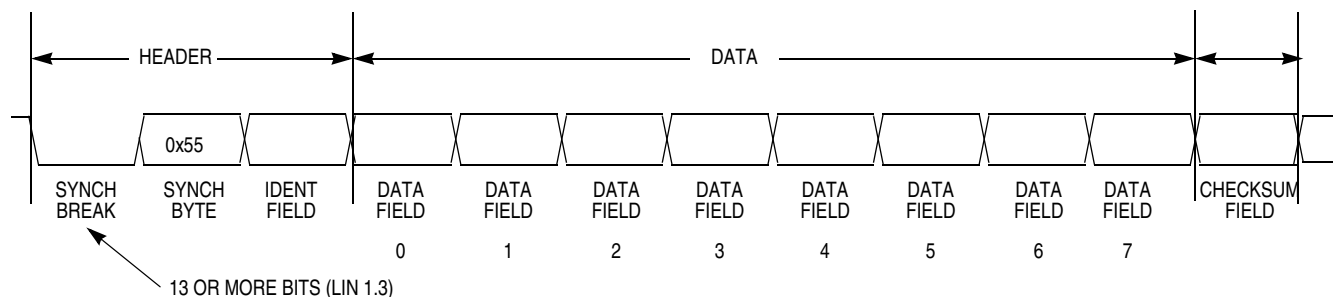 HEADER
DATA
0x55
SYNCH
BREAK
SYNCH
BYTE
IDENT
FIELD
DATA
FIELD
0
DATA
FIELD
1
DATA
FIELD
2
DATA
FIELD
3
DATA
FIELD
4
DATA
FIELD
5
DATA
FIELD
6
DATA
FIELD
7
CHECKSUM
FIELD
13 OR MORE BITS (LIN 1.3)